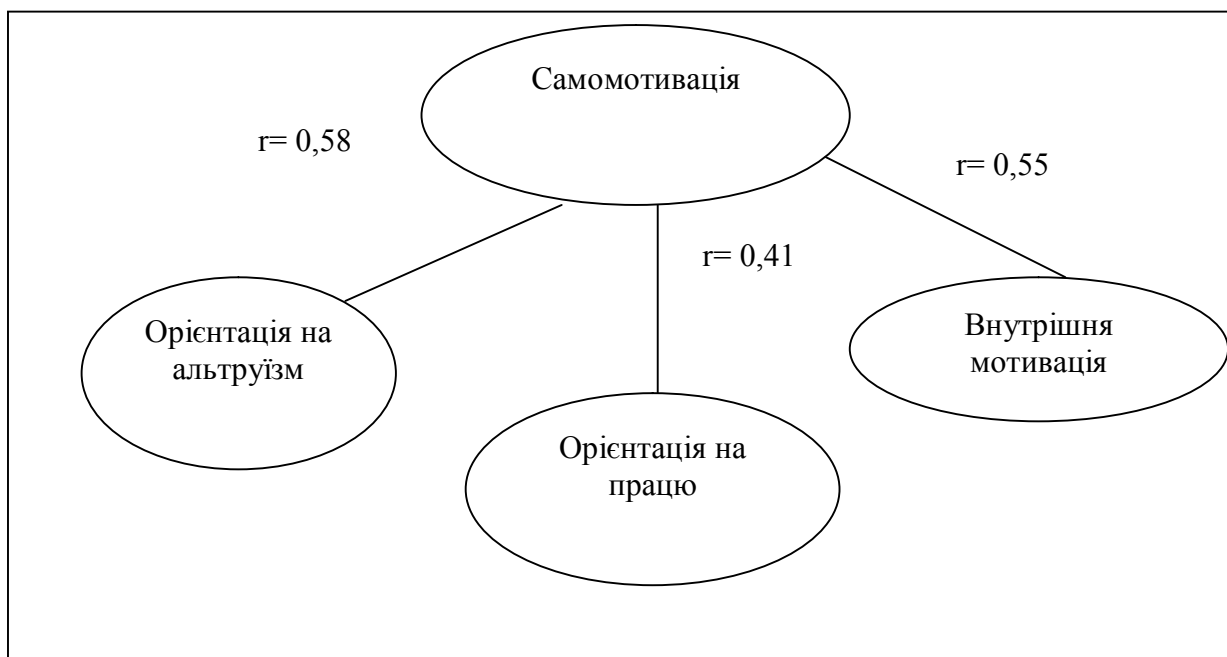 Самомотивація
r= 0,58
r= 0,55
r= 0,41
Орієнтація на
альтруїзм
Внутрішня
мотивація
Орієнтація на
працю